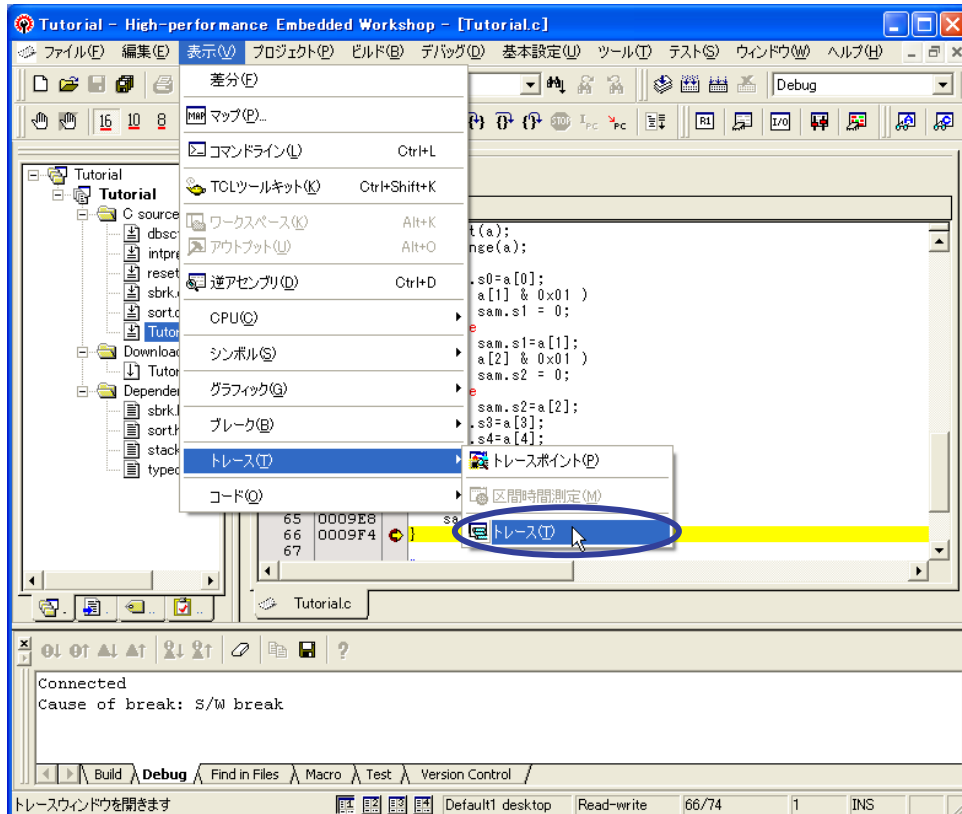 Tutorial - High-performance Embedded Workshop - [Tutorial.c]
ファイル(F) 編集(E) 表示(V) プロジェクト(P) ビルド(B) デバッグ(D) 基本設定(U) ツール(T) テスト(S) ウィンドウ(W) ヘルプ(H)
差分(F)
Debug
MAP マップ(P)...
16 10 8
STOP PC PC R1 I/O
コマンドライン(L) Ctrl+L
TCLツールキット(K) Ctrl+Shift+K
ワークスペース(K) Alt+K
アウトプット(U) Alt+O
逆アセンブリ(D) Ctrl+D
CPU(C)
シンボル(S)
グラフィック(G)
ブレーク(B)
トレース(T)
コード(O)
トレースポイント(P)
区間時間測定(M)
トレース(T)
Tutorial
Tutorial
C source
dbsc
intpr
reset
sbrk.
sort.c
Tutor
Download
Tutor
Depende
sbrk.
sort.h
stack
typed
t(a);
nge(a);
.s0=a[0];
a[1] & 0x01 )
sam.s1 = 0;
e
sam.s1=a[1];
a[2] & 0x01 )
sam.s2 = 0;
e
sam.s2=a[2];
.s3=a[3];
.s4=a[4];
65 0009E8 sa
66 0009F4 }
67
Tutorial.c
Connected
Cause of break: S/W break
Build Debug Find in Files Macro Test Version Control
トレースウィンドウを開きます 1 2 3 4 Default1 desktop Read-write 66/74 1 INS